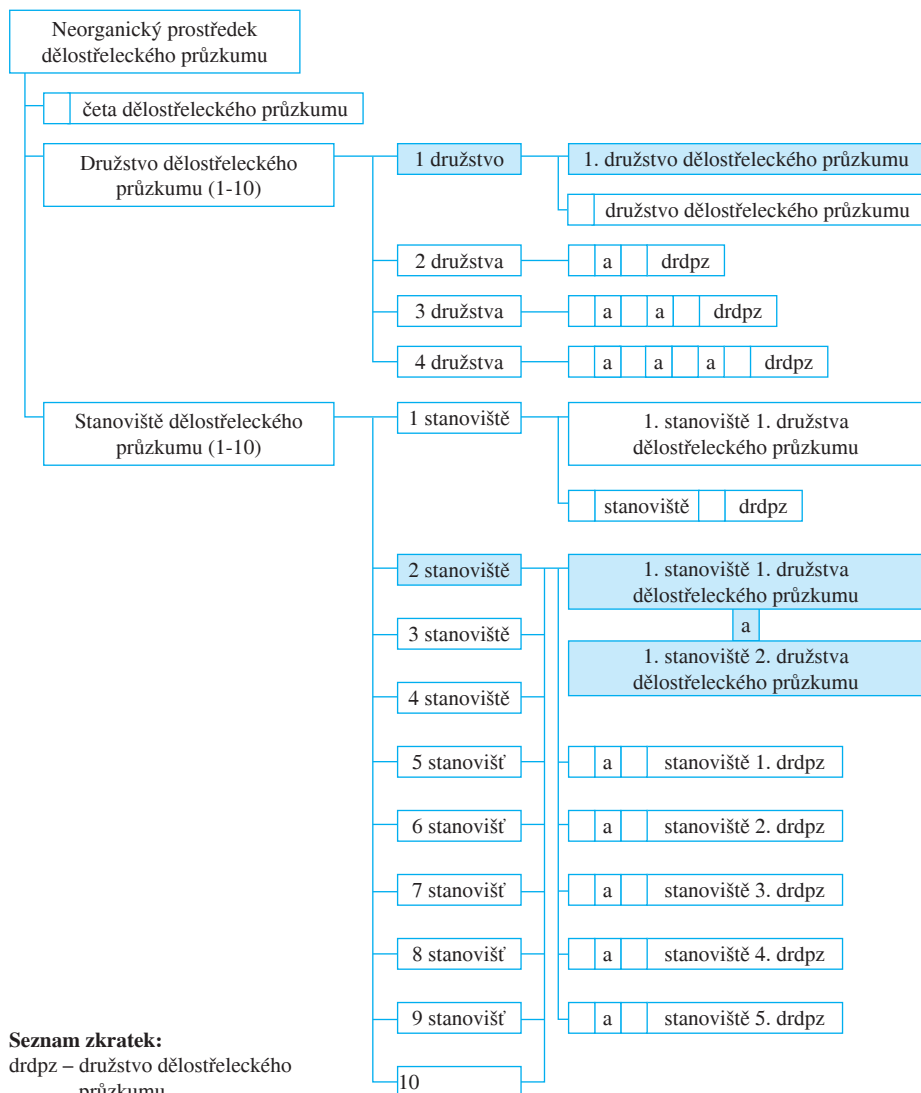 Neorganický prostředek
dělostřeleckého průzkumu
četa dělostřeleckého průzkumu
Družstvo dělostřeleckého
průzkumu (1-10)
1 družstvo
1. družstvo dělostřeleckého průzkumu
družstvo dělostřeleckého průzkumu
2 družstva
a drdpz
3 družstva
a a drdpz
4 družstva
a a a drdpz
Stanoviště dělostřeleckého
průzkumu (1-10)
1 stanoviště
1. stanoviště 1. družstva
dělostřeleckého průzkumu
stanoviště drdpz
2 stanoviště
1. stanoviště 1. družstva
dělostřeleckého průzkumu
a
1. stanoviště 2. družstva
dělostřeleckého průzkumu
3 stanoviště
4 stanoviště
5 stanovišť
a stanoviště 1. drdpz
6 stanovišť
a stanoviště 2. drdpz
7 stanovišť
a stanoviště 3. drdpz
8 stanovišť
a stanoviště 4. drdpz
9 stanovišť
a stanoviště 5. drdpz
10
Seznam zkratek:
drdpz – družstvo dělostřeleckého
průzkumu